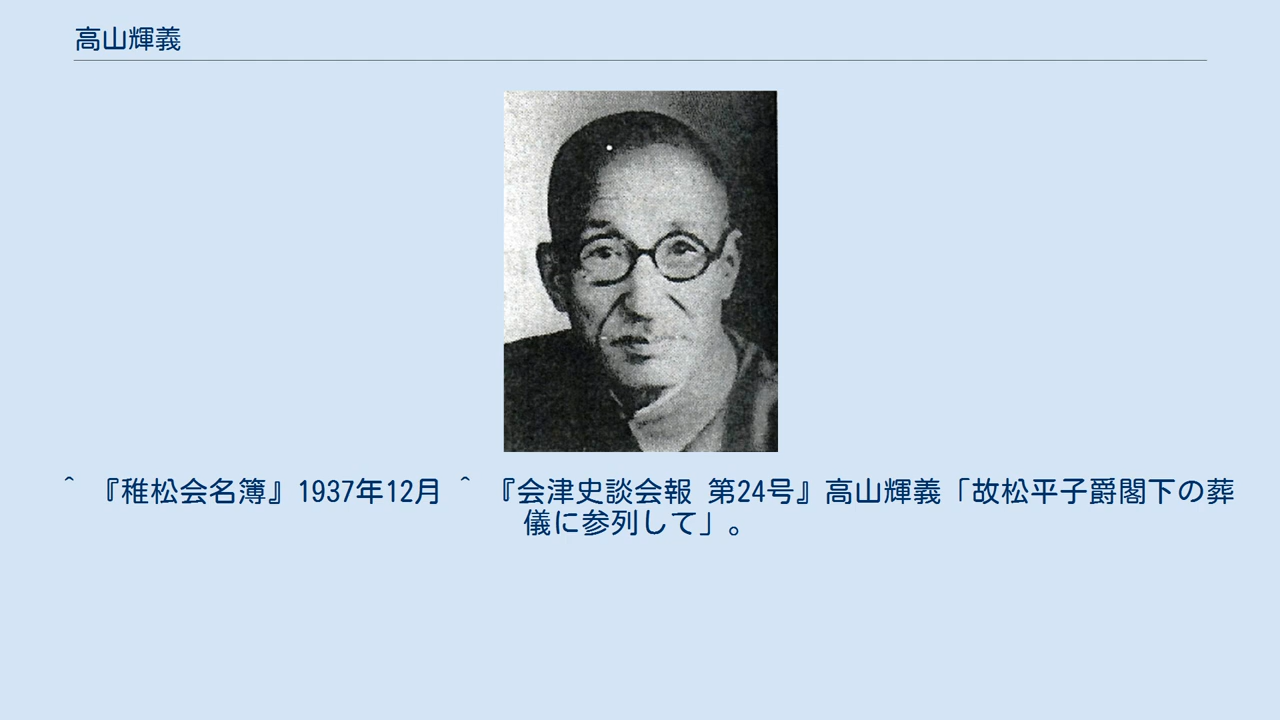 高山輝義
^ 『稚松会名簿』1937年12月 ^ 『会津史談会報 第24号』高山輝義「故松平子爵閣下の葬
儀に参列して」。